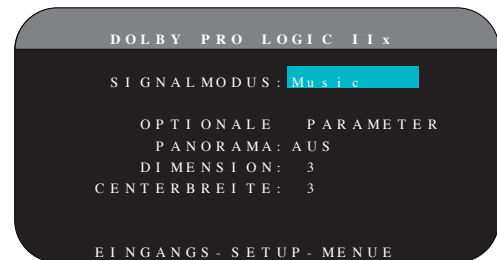 DOLBY PRO LOGIC IIx
SIGNALMODUS: Music
OPTIONALE PARAMETER
PANORAMA: AUS
DIMENSION: 3
CENTERBREITE: 3
EINGANGS-SETUP-MENUE